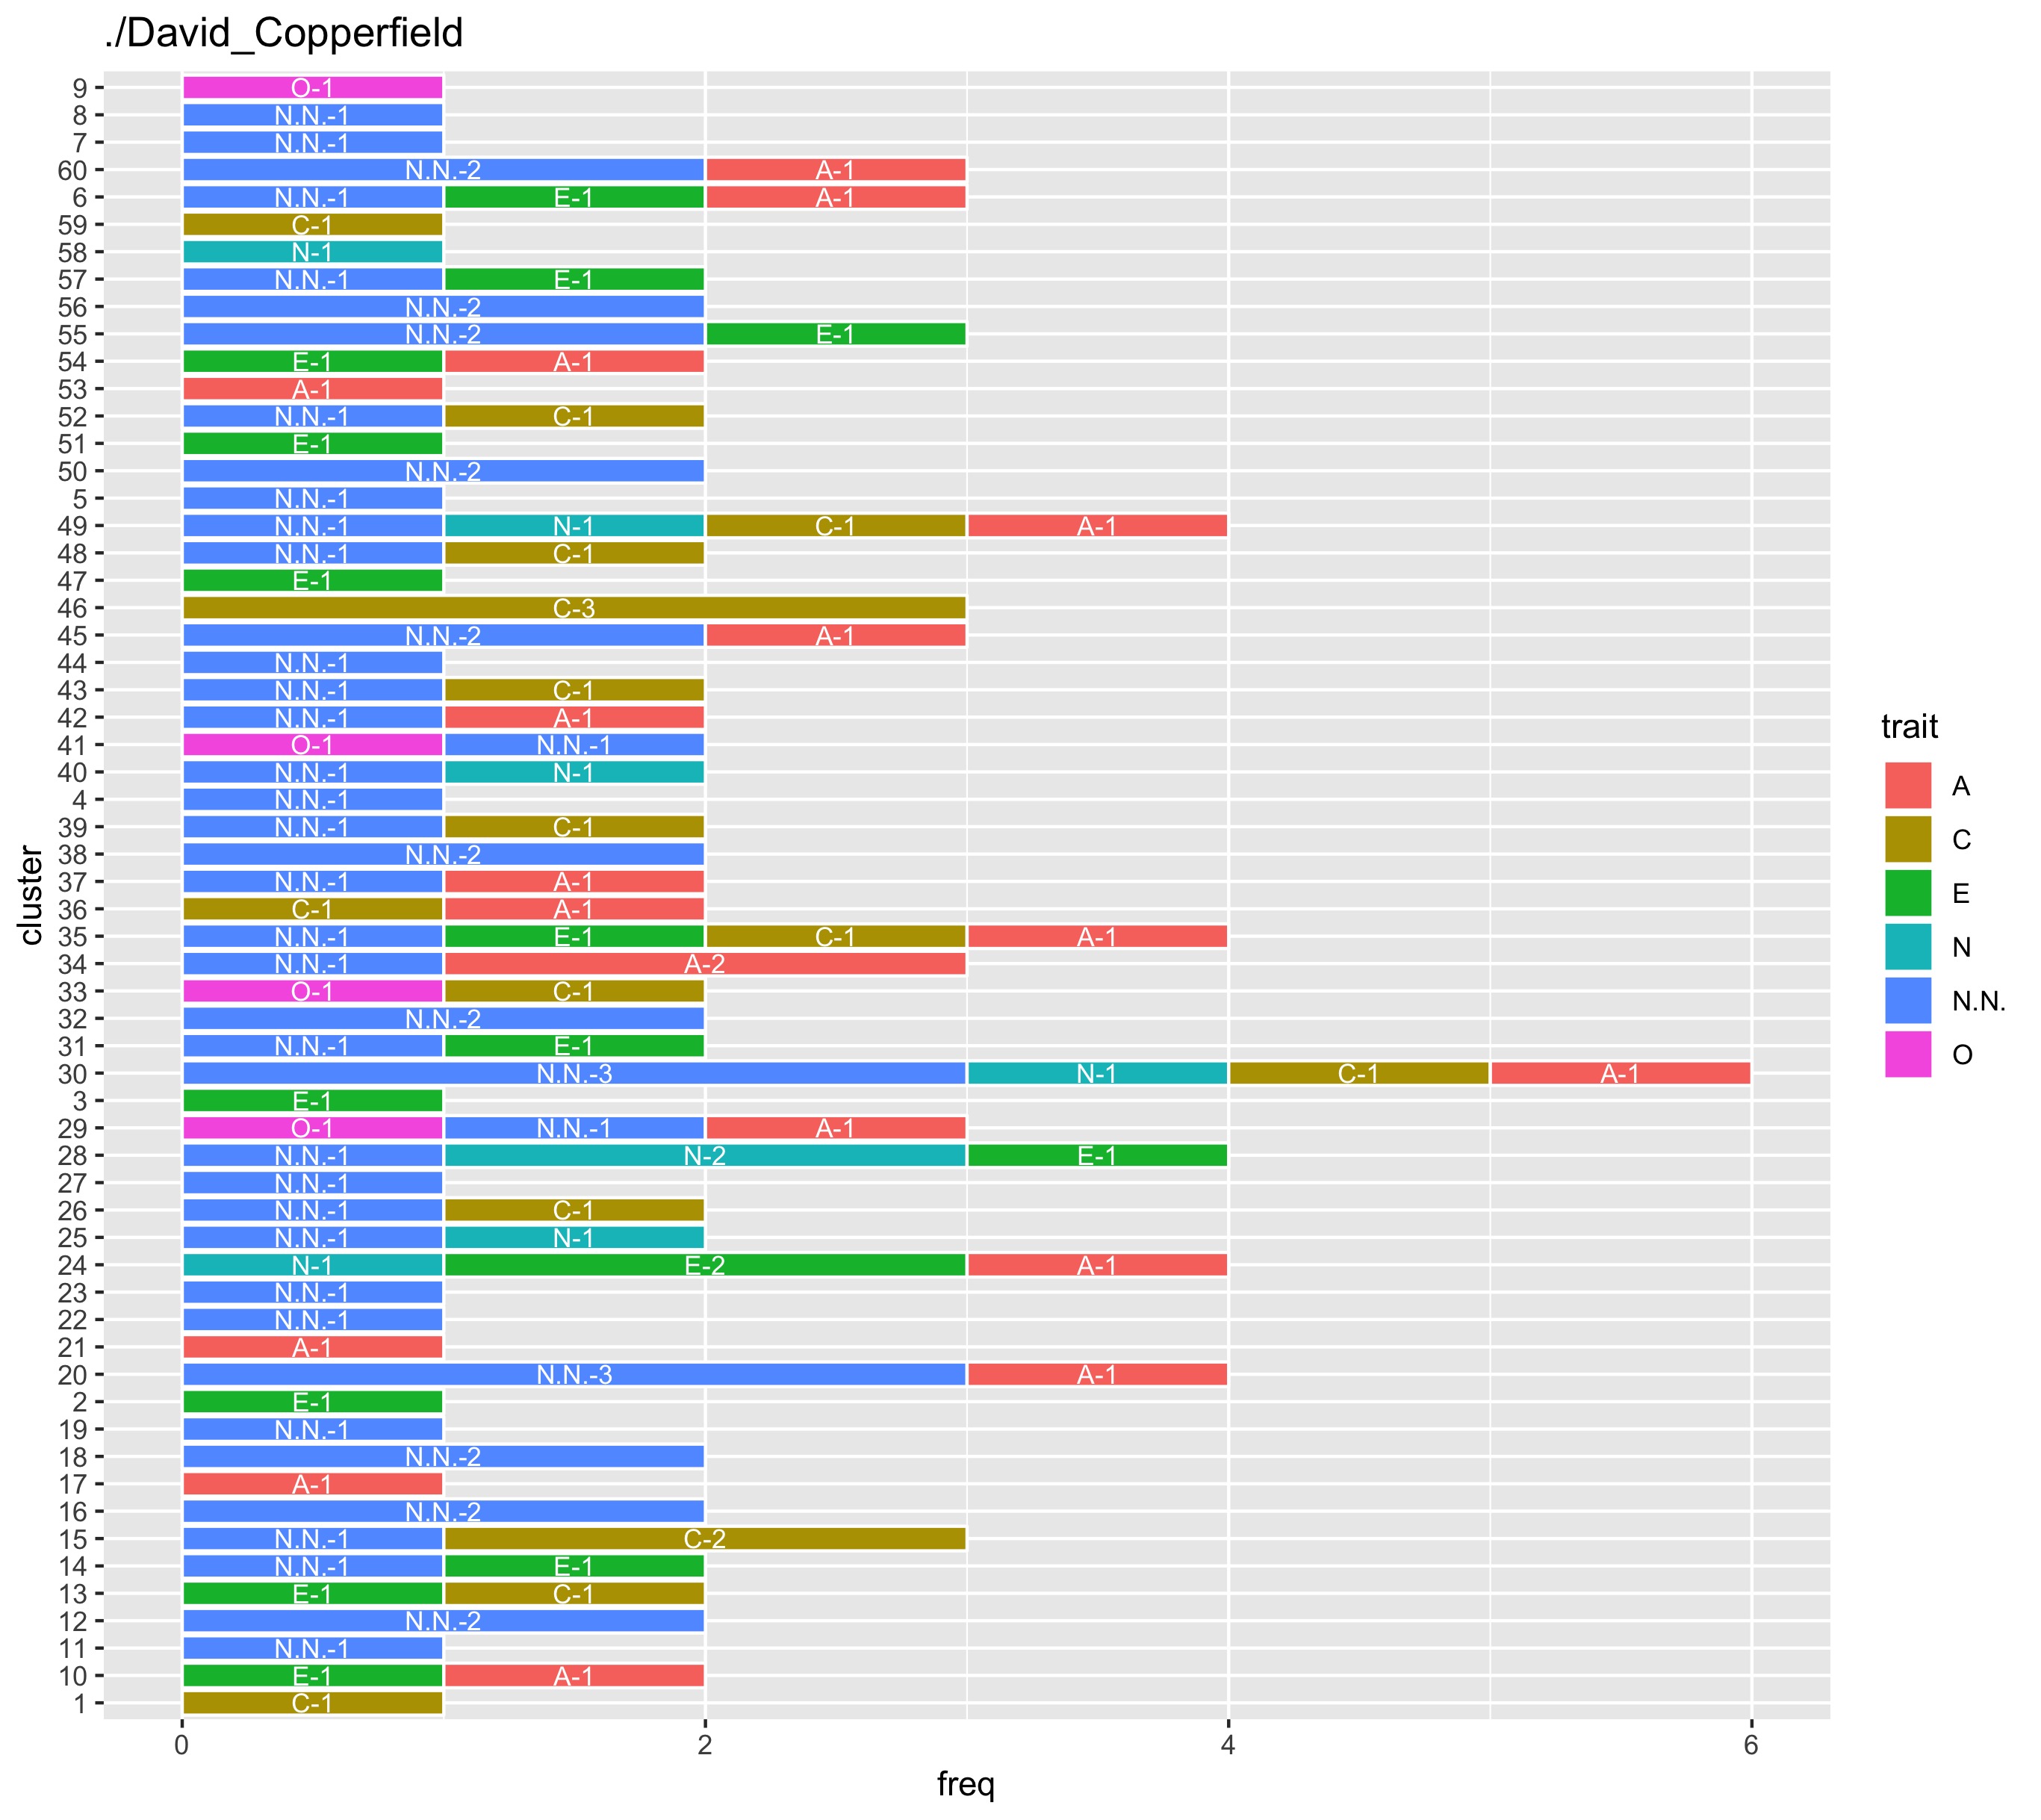 ./David_Copperfield
9 O-1
8 N.N.-1
7 N.N.-1
60 N.N.-2 A-1
6 N.N.-1 E-1 A-1
59 C-1
58 N-1
57 N.N.-1 E-1
56 N.N.-2
55 N.N.-2 E-1
54 E-1 A-1
53 A-1
52 N.N.-1 C-1
51 E-1
50 N.N.-2
5 N.N.-1
49 N.N.-1 N-1 C-1 A-1
48 N.N.-1 C-1
47 E-1
46 C-3
45 N.N.-2 A-1
44 N.N.-1
43 N.N.-1 C-1
42 N.N.-1 A-1
41 O-1 N.N.-1
40 N.N.-1 N-1
4 N.N.-1
39 N.N.-1 C-1
38 N.N.-2
37 N.N.-1 A-1
36 C-1 A-1
35 N.N.-1 E-1 C-1 A-1
34 N.N.-1 A-2
33 O-1 C-1
32 N.N.-2
31 N.N.-1 E-1
30 N.N.-3 N-1 C-1 A-1
3 E-1
29 O-1 N.N.-1 A-1
28 N.N.-1 N-2 E-1
27 N.N.-1
26 N.N.-1 C-1
25 N.N.-1 N-1
24 N-1 E-2 A-1
23 N.N.-1
22 N.N.-1
21 A-1
20 N.N.-3 A-1
2 E-1
19 N.N.-1
18 N.N.-2
17 A-1
16 N.N.-2
15 N.N.-1 C-2
14 N.N.-1 E-1
13 E-1 C-1
12 N.N.-2
11 N.N.-1
10 E-1 A-1
1 C-1
0 2 4 6
freq
cluster
trait
A
C
E
N
N.N.
O